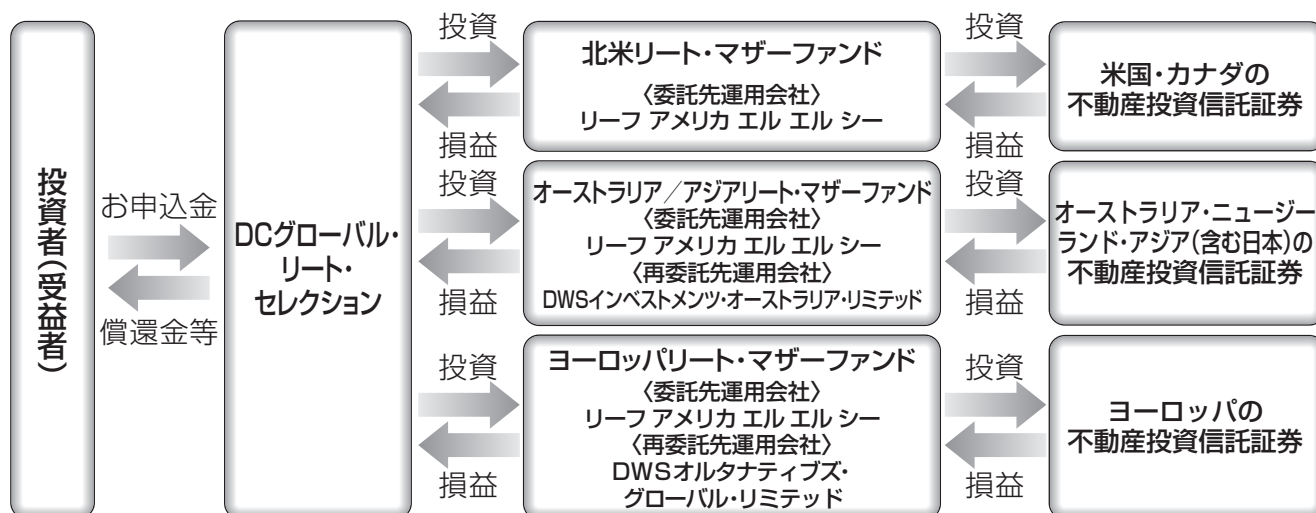 投資者(受益者)
お申込金
償還金等
DCグローバル・
リート・
セレクション
投資
損益
北米リート・マザーファンド
〈委託先運用会社〉
リーフ アメリカ エル エル シー
投資
損益
米国・カナダの
不動産投資信託証券
投資
損益
オーストラリア/アジアリート・マザーファンド
〈委託先運用会社〉
リーフ アメリカ エル エル シー
〈再委託先運用会社〉
DWSインベストメンツ・オーストラリア・リミテッド
投資
損益
オーストラリア・ニュージー
ランド・アジア(含む日本)の
不動産投資信託証券
投資
損益
ヨーロッパリート・マザーファンド
〈委託先運用会社〉
リーフ アメリカ エル エル シー
〈再委託先運用会社〉
DWSオルタナティブズ・
グローバル・リミテッド
投資
損益
ヨーロッパの
不動産投資信託証券